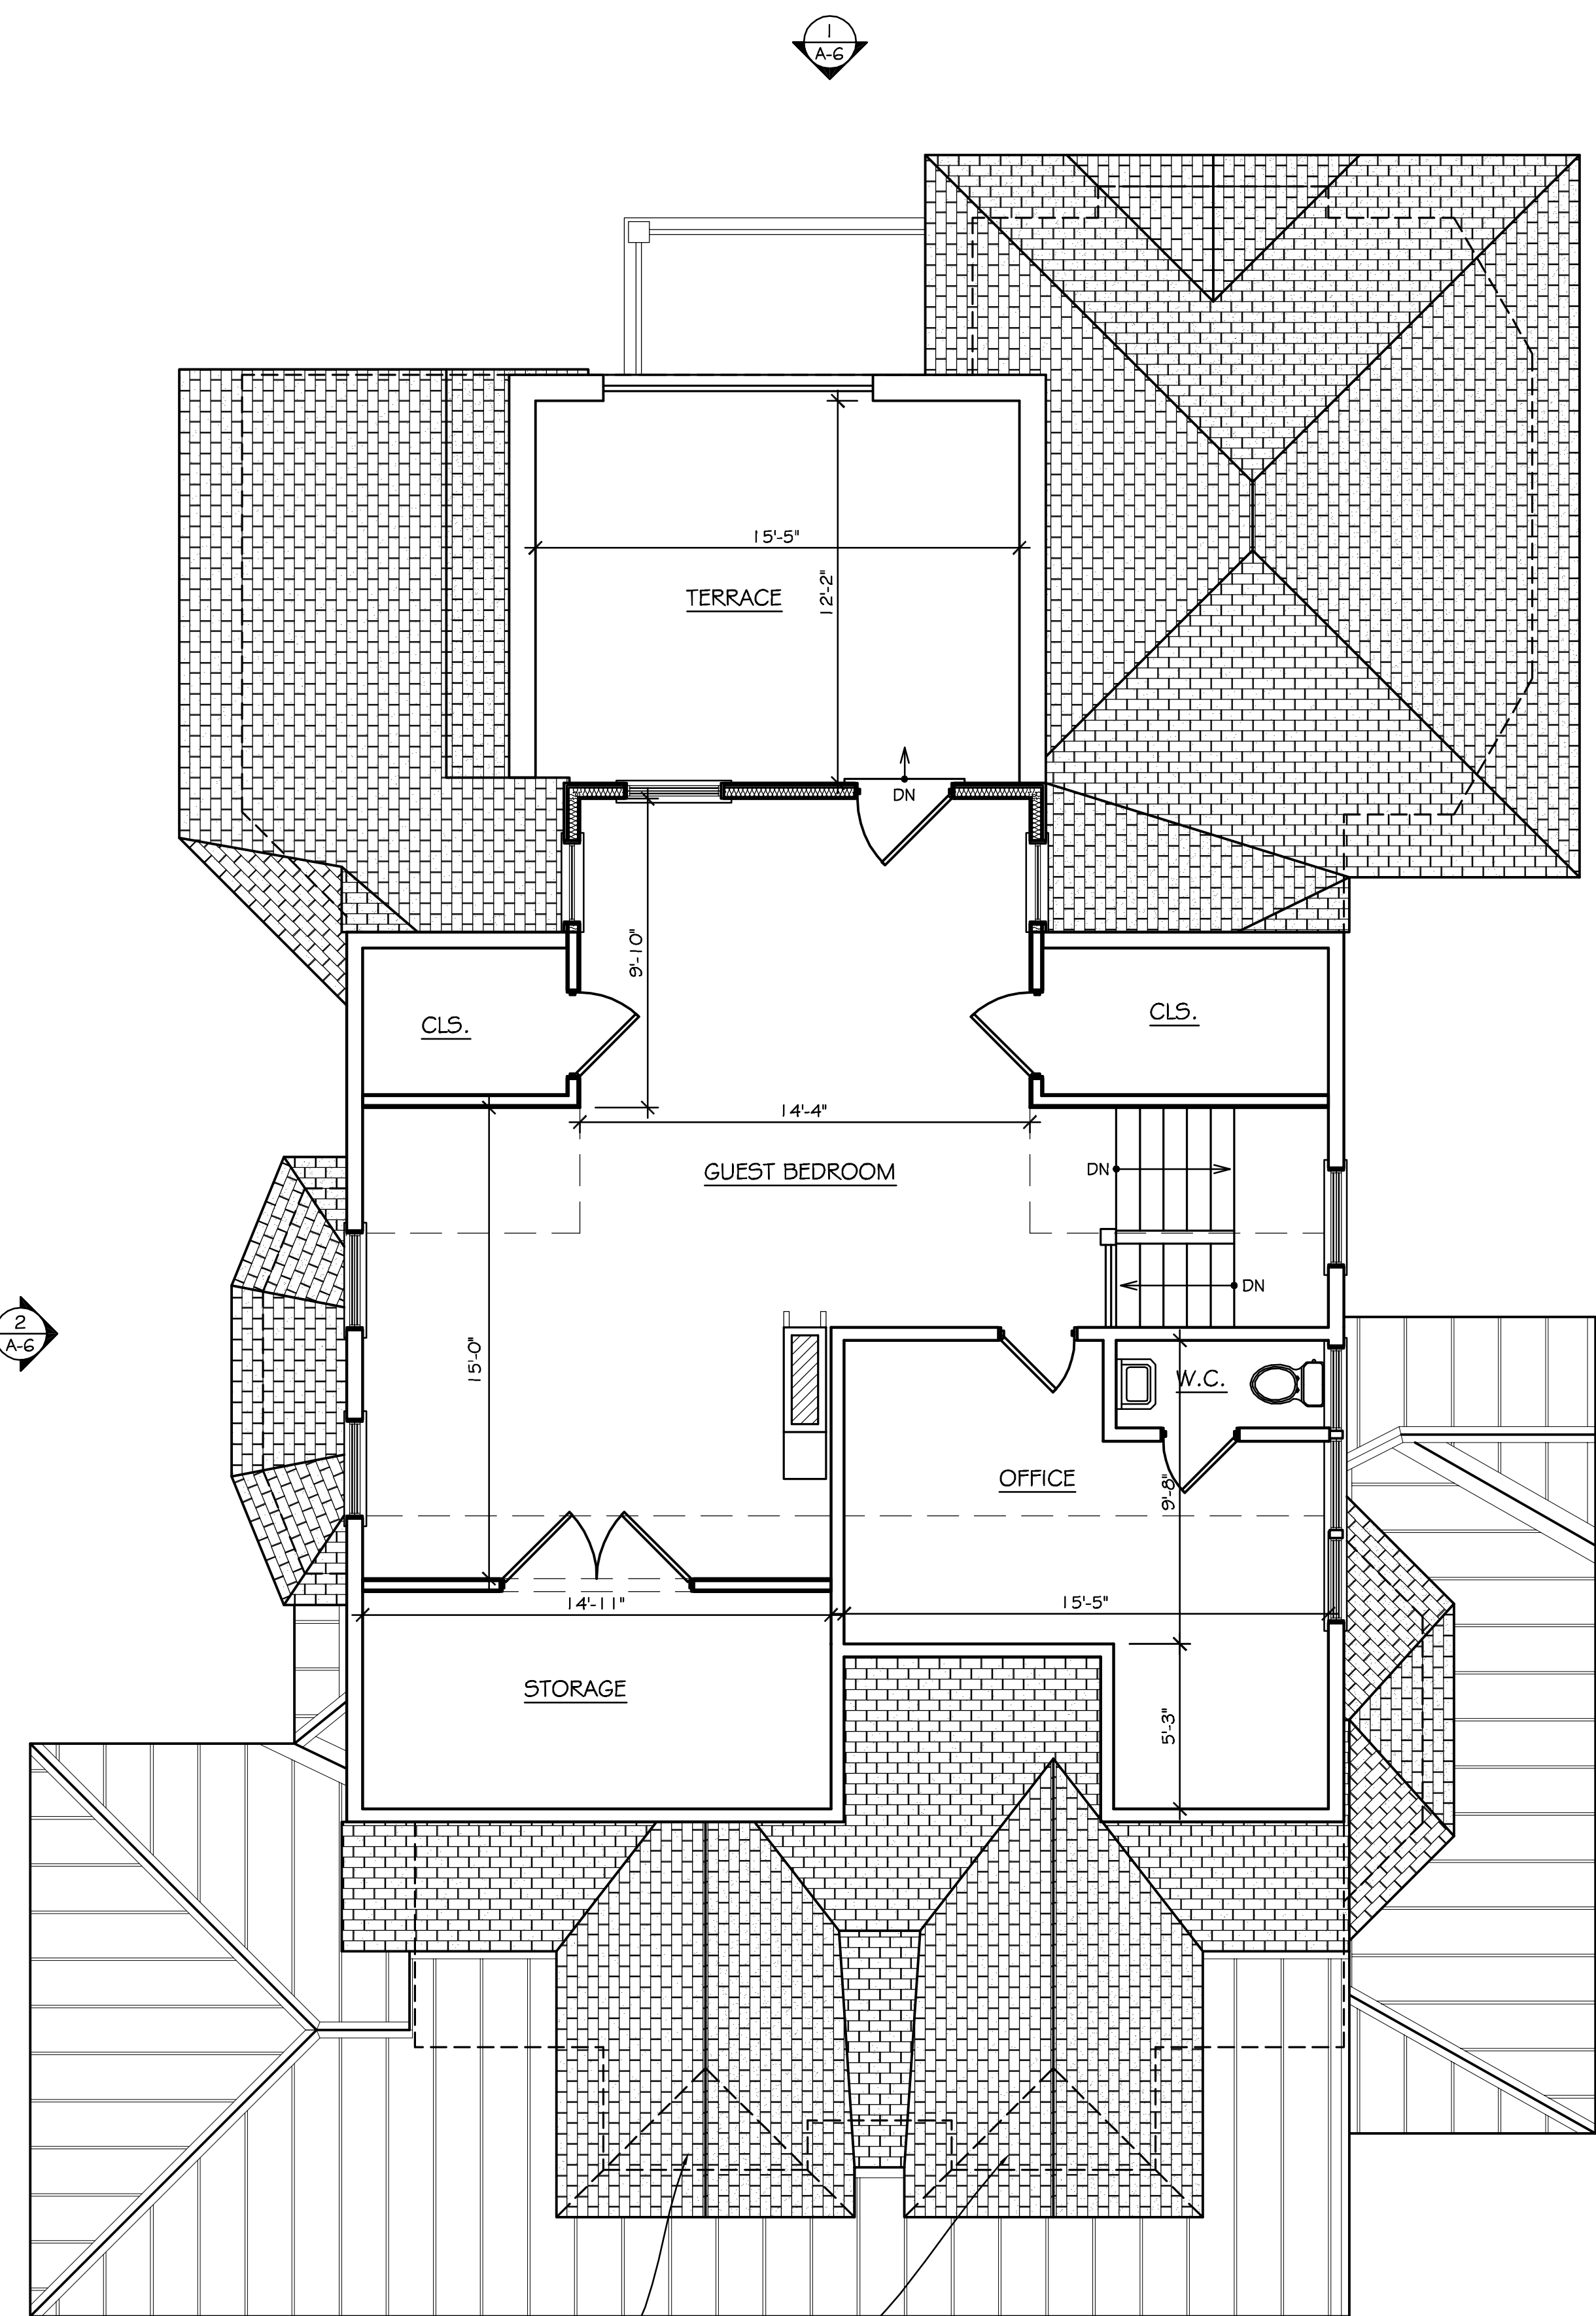 1
A-6
15'-5"
12'-2"
TERRACE
DN
9'-10"
CLS.
CLS.
14'-4"
GUEST BEDROOM
DN
DN
2
A-6
15'-0"
W.C.
OFFICE
9'-8"
14'-11"
15'-5"
STORAGE
5'-3"